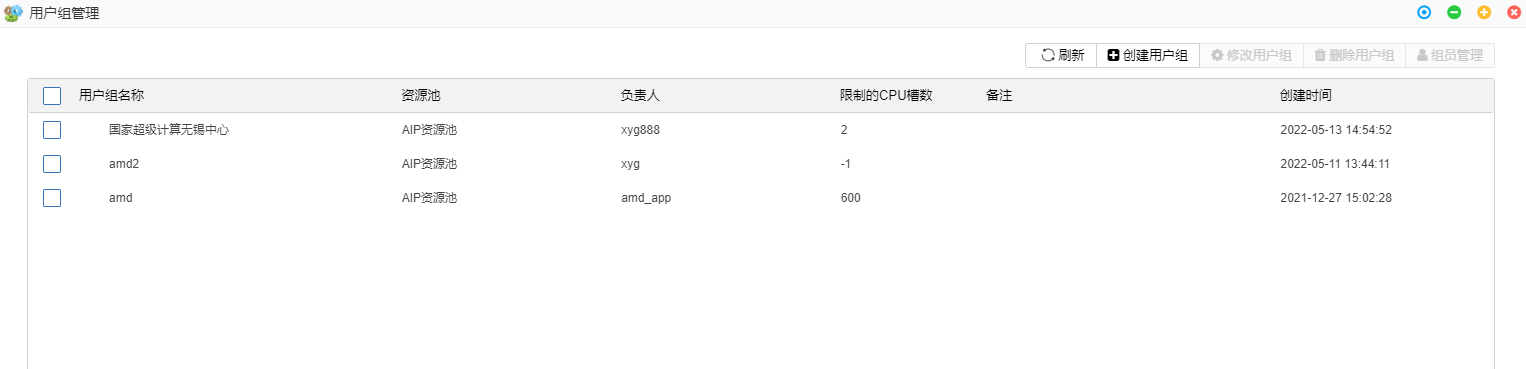 用户组管理
刷新 创建用户组 修改用户组 删除用户组 组员管理
用户组名称 资源池 负责人 限制的CPU槽数 备注 创建时间
国家超级计算无锡中心 AIP资源池 xyg888 2 2022-05-13 14:54:52
amd2 AIP资源池 xyg -1 2022-05-11 13:44:11
amd AIP资源池 amd_app 600 2021-12-27 15:02:28